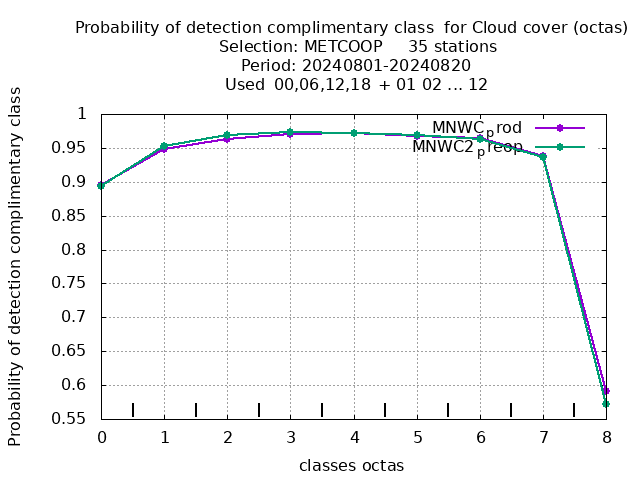 Probability of detection complimentary class  for Cloud cover (octas)
Selection: METCOOP     35 stations
Period: 20240801-20240820
Used  00,06,12,18  + 01 02 ... 12
Probability of detection complimentary class
1
0.95
0.9
0.85
0.8
0.75
0.7
0.65
0.6
0.55
MNWCprod
MNWC2preop
0 1 2 3 4 5 6 7 8
classes octas